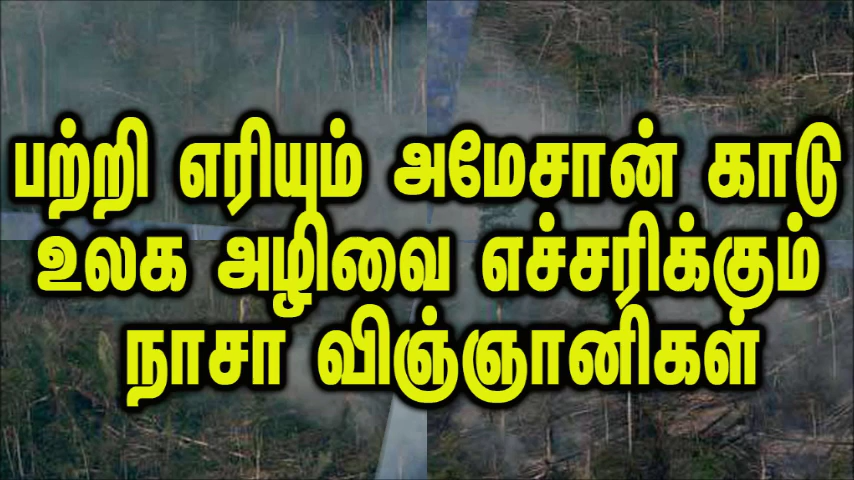 பற்றி எரியும் அமேசான் காடு
உலக அழிவை எச்சரிக்கும்
நாசா விஞ்ஞானிகள்